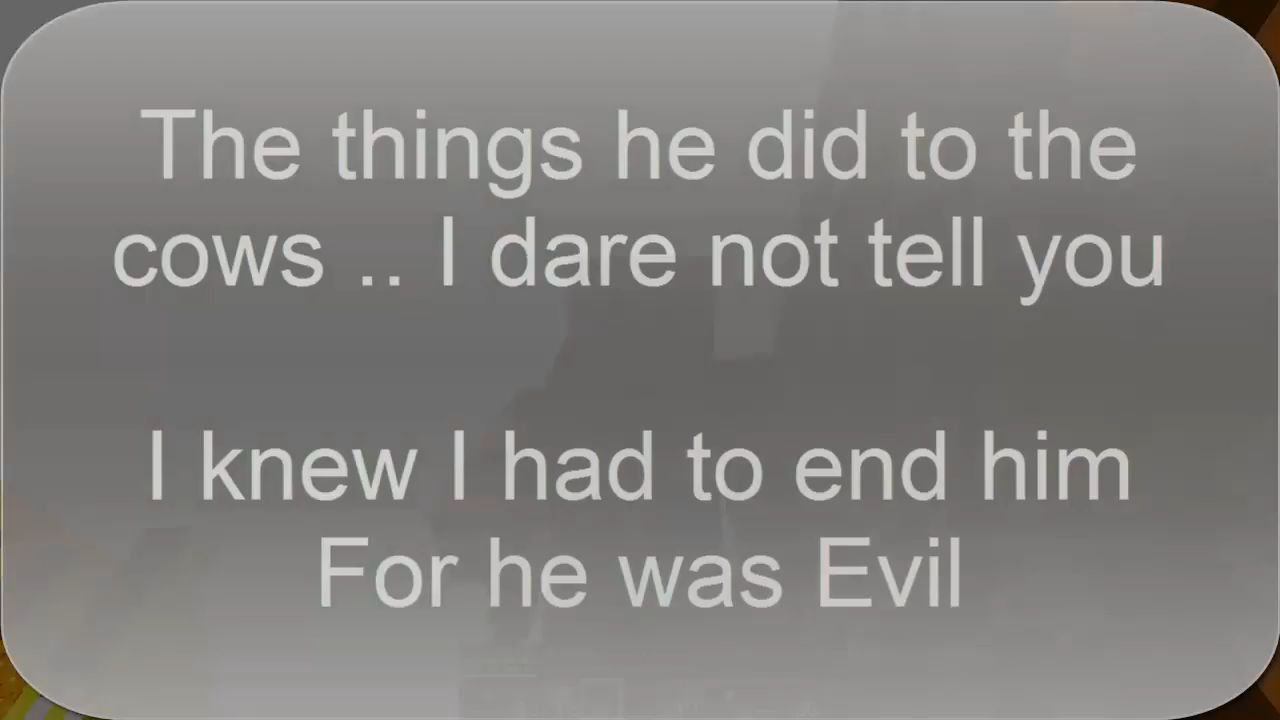 The things he did to the
cows .. I dare not tell you
I knew I had to end him
For he was Evil